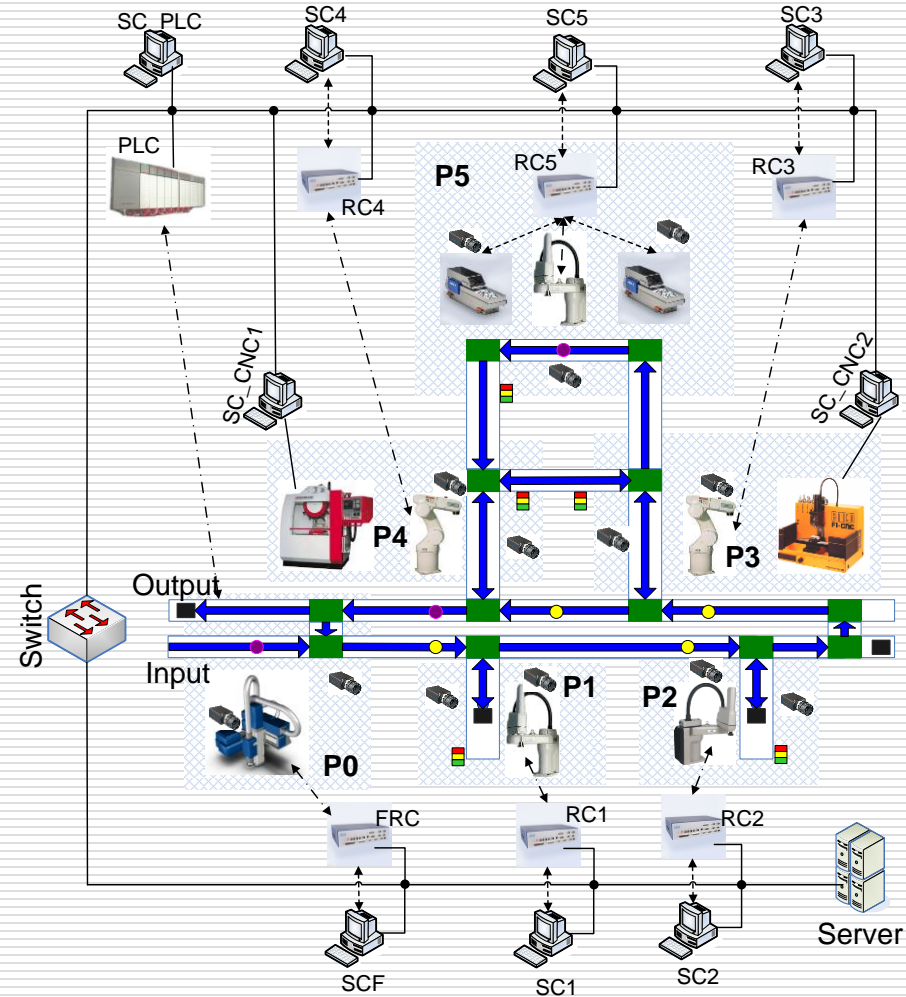 SC_PLC
SC4
SC5
SC3
PLC
RC4
P5
RC5
RC3
SC_CNC1
SC_CNC2
P4
P3
Output
Switch
Input
P1
P2
P0
FRC
RC1
RC2
Server
SCF
SC1
SC2